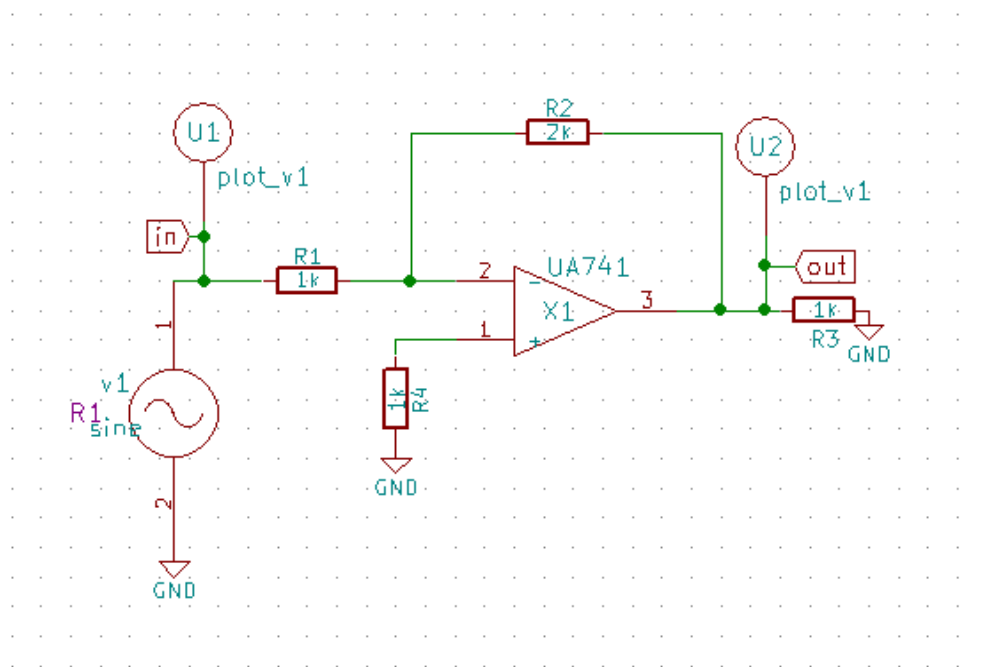 R2
2k
U1
U2
plot_v1
plot_v1
in
R1
1k
2
UA741
-
X1
3
out
1
1
+
1k
R3
GND
v1
R1
sine
1k
R4
GND
2
GND